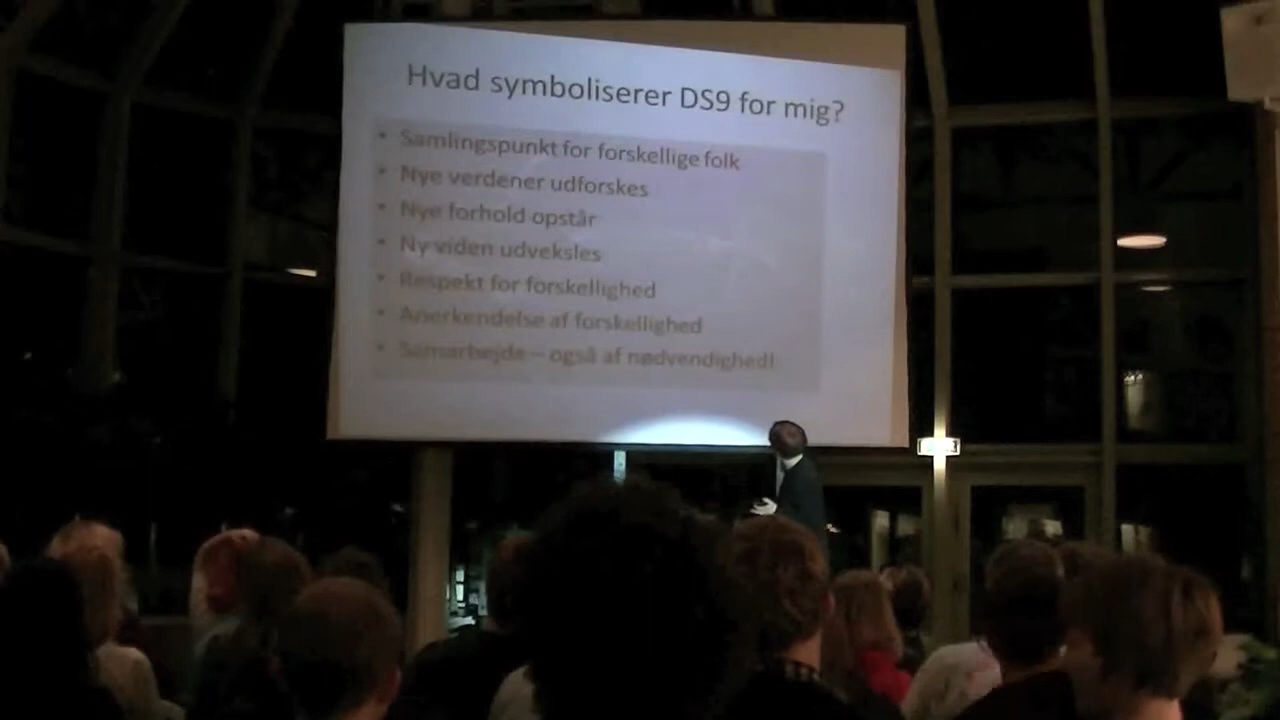 Hvad symboliserer DS9 for mig?
• Samlingspunkt for forskellige folk
• Nye verdener udforskes
• Nye forhold opstår
• Ny viden udveksles
• Respekt for forskellighed
• Anerkendelse af forskellighed
• Samarbejde – også af nødvendighed!